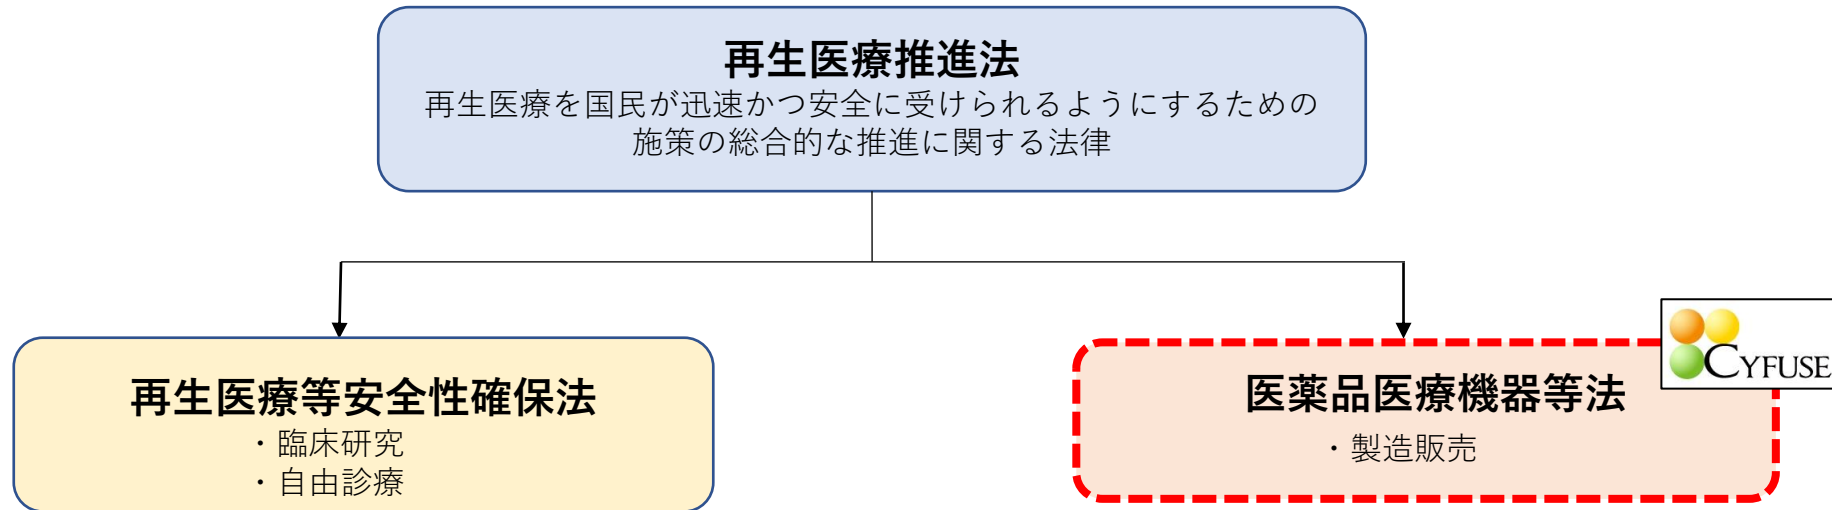 再生医療推進法
再生医療を国民が迅速かつ安全に受けられるようにするための
施策の総合的な推進に関する法律
CYFUSE
再生医療等安全性確保法
・臨床研究
・自由診療
医薬品医療機器等法
・製造販売